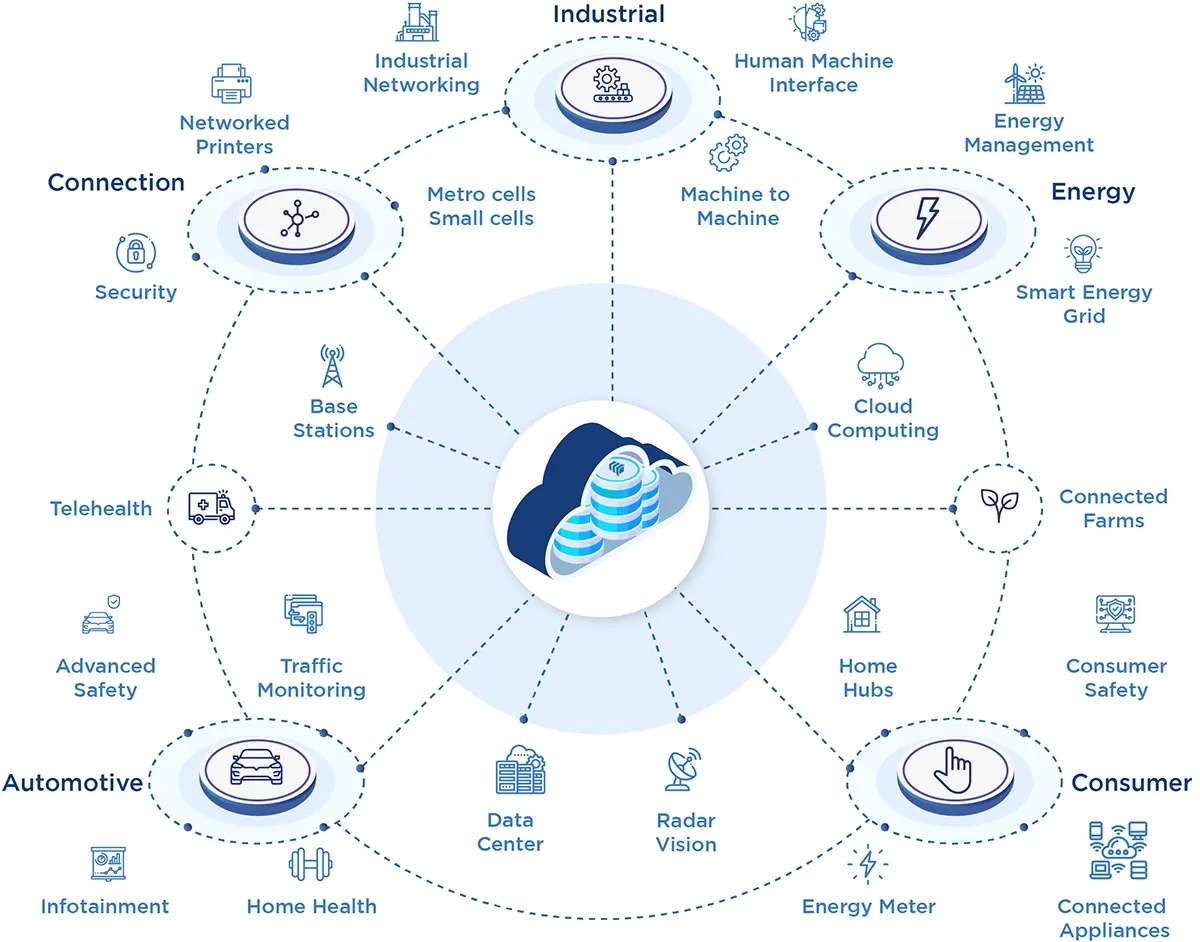 Industrial
Industrial
Networking
Human Machine
Interface
Networked
Printers
Energy
Management
Connection
Metro cells
Small cells
Machine to
Machine
Energy
Security
Smart Energy
Grid
Base
Stations
Cloud
Computing
Telehealth
Connected
Farms
Advanced
Safety
Traffic
Monitoring
Home
Hubs
Consumer
Safety
Automotive
Consumer
Data
Center
Radar
Vision
Infotainment
Home Health
Energy Meter
Connected
Appliances